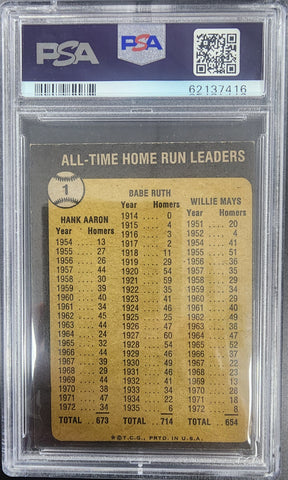 PSA
PSA
62137416
ALL-TIME HOME RUN LEADERS
1
HANK AARON
Year Homers
1954 .... 13
1955 .... 27
1956 .... 26
1957 .... 44
1958 .... 30
1959 .... 39
1960 .... 40
1961 .... 34
1962 .... 45
1963 .... 44
1964 .... 24
1965 .... 32
1966 .... 44
1967 .... 39
1968 .... 29
1969 .... 44
1970 .... 38
1971 .... 47
1972 .... 34
TOTAL 673
BABE RUTH
Year Homers
1914 .... 0
1915 .... 4
1916 .... 3
1917 .... 2
1918 .... 11
1919 .... 29
1920 .... 54
1921 .... 59
1922 .... 35
1923 .... 41
1924 .... 46
1925 .... 25
1926 .... 47
1927 .... 60
1928 .... 54
1929 .... 46
1930 .... 49
1931 .... 46
1932 .... 41
1933 .... 34
1934 .... 22
1935 .... 6
TOTAL .. 714
WILLIE MAYS
Year Homers
1951 .... 20
1952 .... 4
1954 .... 41
1955 .... 51
1956 .... 36
1957 .... 35
1958 .... 29
1959 .... 34
1960 .... 29
1961 .... 40
1962 .... 49
1963 .... 38
1964 .... 47
1965 .... 52
1966 .... 37
1967 .... 22
1968 .... 23
1969 .... 13
1970 .... 28
1971 .... 18
1972 .... 8
TOTAL .. 654
© T.C.G., PRTD. IN U.S.A.